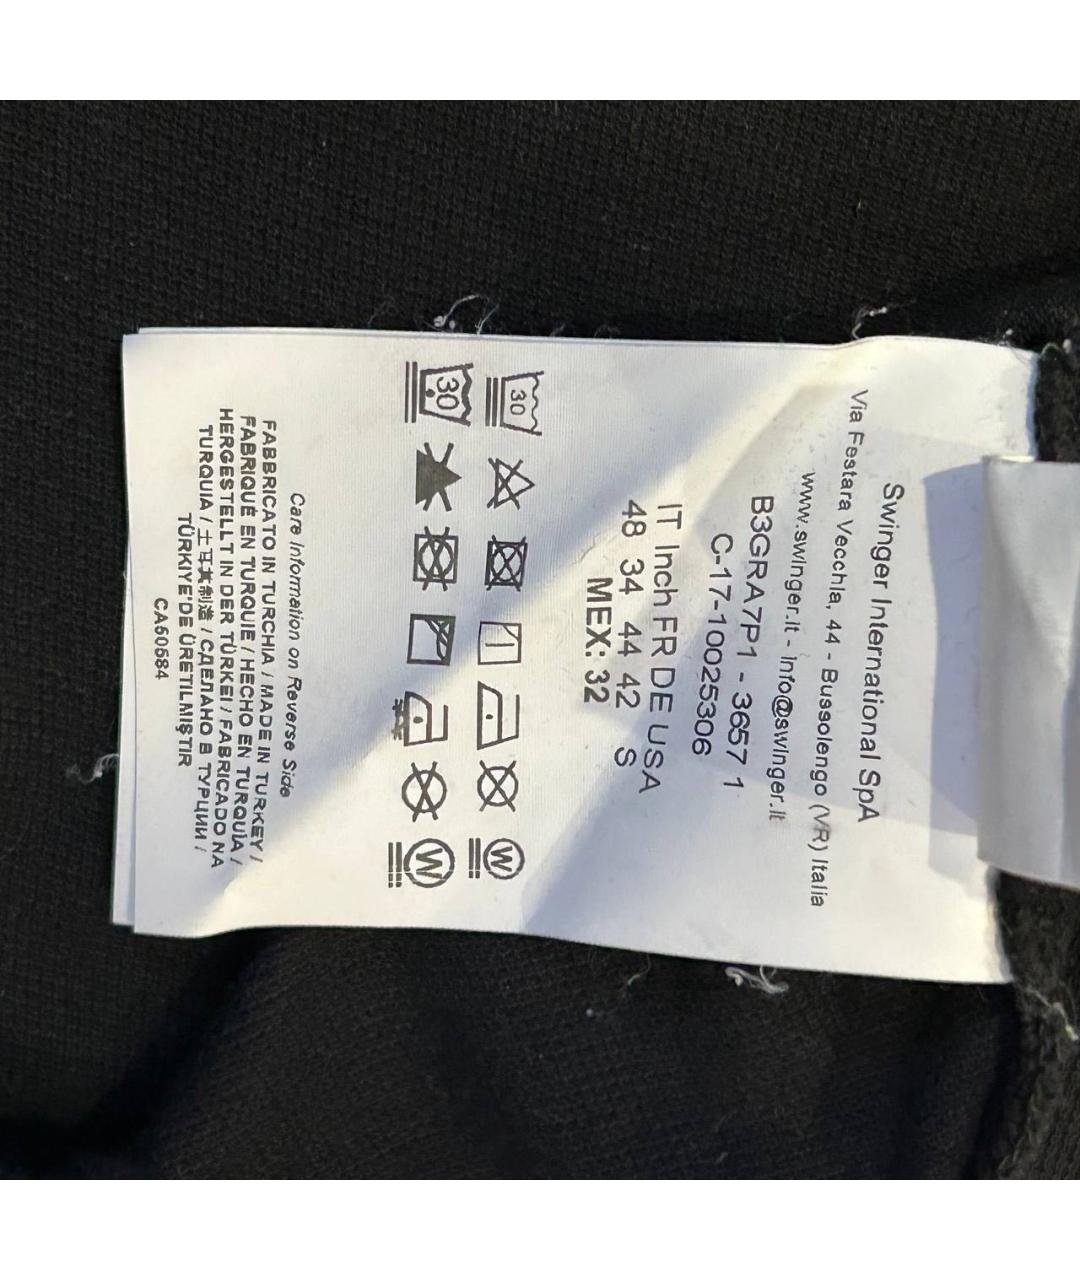 Swinger International SpA
Via Festara Vecchia, 44 - Bussolengo (VR) Italia
www.swinger.it - info@swinger.it
B3GRA7P1 - 3657 1
C-17-10025306
IT Inch FR DE USA
48 34 44 42 S
MEX: 32
30
30
Care Information on Reverse Side
FABBRICATO IN TURCHIA / MADE IN TURKEY /
FABRIQUÉ EN TURQUIE / HECHO EN TURQUÍA /
HERGESTELLT IN DER TÜRKEI / FABRICADO NA
TURQUIA / 土耳其制造 / СДЕЛАНО В ТУРЦИИ /
TÜRKIYE'DE ÜRETILMIŞTIR
CA50584